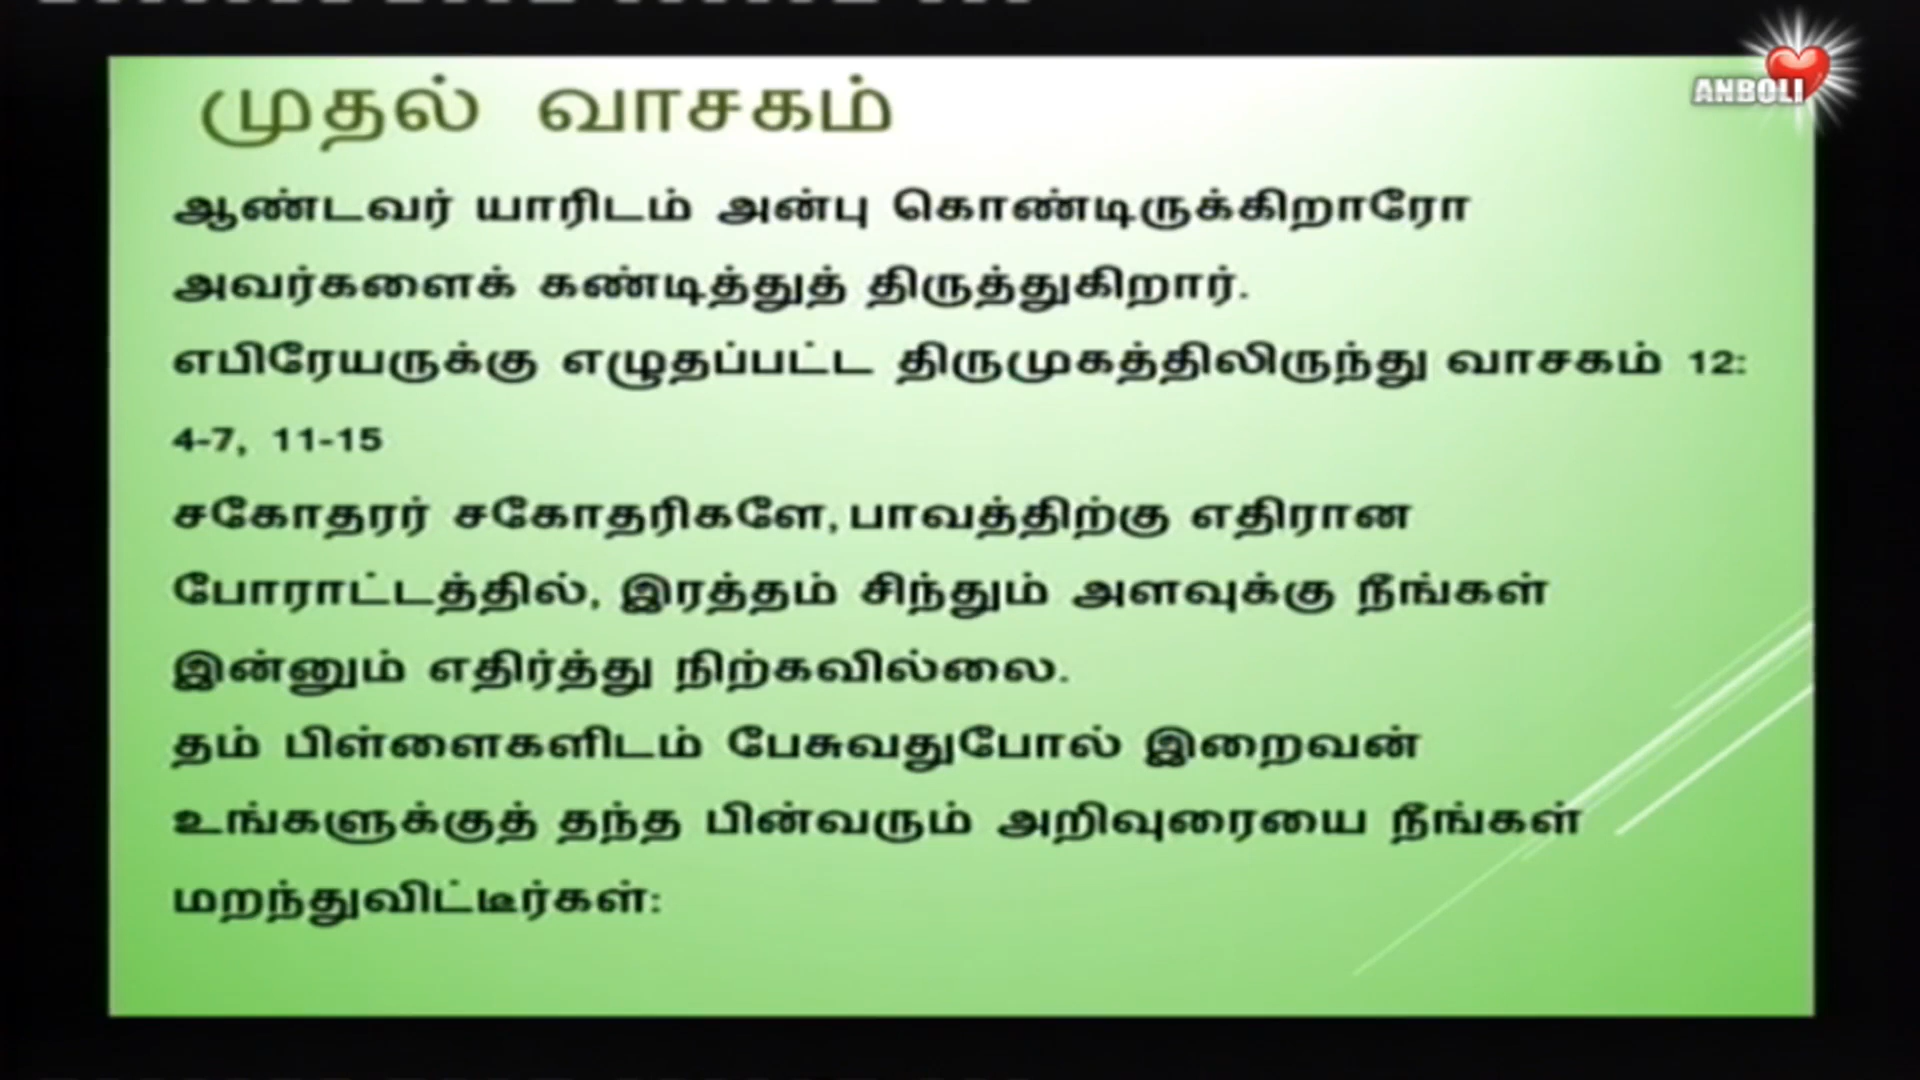 முதல் வாசகம்
ANBOLI
ஆண்டவர் யாரிடம் அன்பு கொண்டிருக்கிறாரோ
அவர்களைக் கண்டித்துத் திருத்துகிறார்.
எபிரேயருக்கு எழுதப்பட்ட திருமுகத்திலிருந்து வாசகம் 12:
4-7, 11-15
சகோதரர் சகோதரிகளே, பாவத்திற்கு எதிரான
போராட்டத்தில், இரத்தம் சிந்தும் அளவுக்கு நீங்கள்
இன்னும் எதிர்த்து நிற்கவில்லை.
தம் பிள்ளைகளிடம் பேசுவதுபோல் இறைவன்
உங்களுக்குத் தந்த பின்வரும் அறிவுரையை நீங்கள்
மறந்துவிட்டீர்கள்: